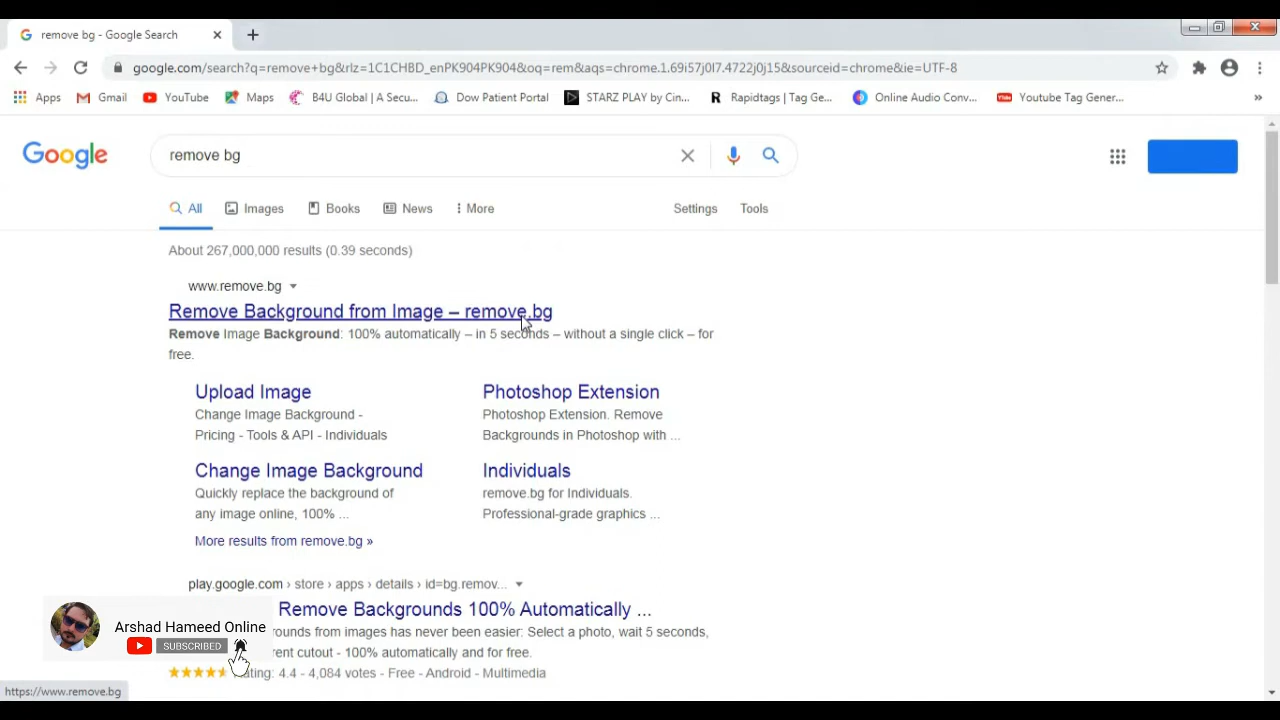 remove bg - Google Search
google.com/search?q=remove+bg&rlz=1C1CHBD_enPK904PK904&oq=rem&aqs=chrome.1.69i57j0l7.4722j0j15&sourceid=chrome&ie=UTF-8
Apps Gmail YouTube Maps B4U Global | A Secu... Dow Patient Portal STARZ PLAY by Cin... Rapidtags | Tag Ge... Online Audio Conv... Youtube Tag Gener... »
Google remove bg
All Images Books News More Settings Tools
About 267,000,000 results (0.39 seconds)
www.remove.bg
Remove Background from Image – remove.bg
Remove Image Background: 100% automatically – in 5 seconds – without a single click – for
free.
Upload Image
Change Image Background -
Pricing - Tools & API - Individuals
Photoshop Extension
Photoshop Extension. Remove
Backgrounds in Photoshop with ...
Change Image Background
Quickly replace the background of
any image online, 100% ...
Individuals
remove.bg for Individuals.
Professional-grade graphics ...
More results from remove.bg »
play.google.com › store › apps › details › id=bg.remov...
Remove Backgrounds 100% Automatically ...
from images has never been easier: Select a photo, wait 5 seconds,
cutout - 100% automatically and for free.
4.4 - 4,084 votes - Free - Android - Multimedia
Arshad Hameed Online
SUBSCRIBED
https://www.remove.bg